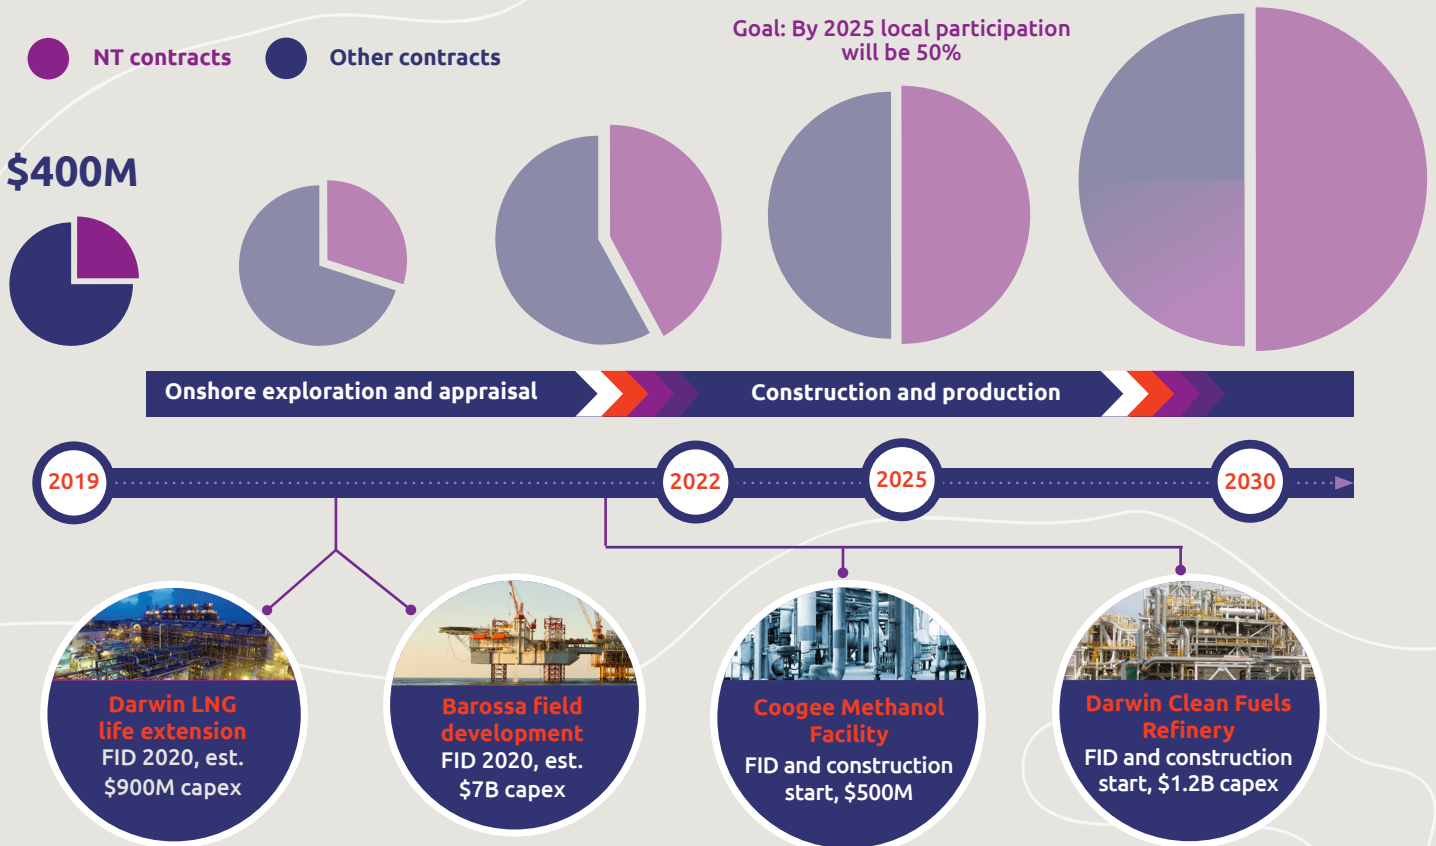 NT contracts
Other contracts
Goal: By 2025 local participation
will be 50%
$400M
Onshore exploration and appraisal
Construction and production
2019
2022
2025
2030
Darwin LNG
life extension
FID 2020, est.
$900M capex
Barossa field
development
FID 2020, est.
$7B capex
Coogee Methanol
Facility
FID and construction
start, $500M
Darwin Clean Fuels
Refinery
FID and construction
start, $1.2B capex